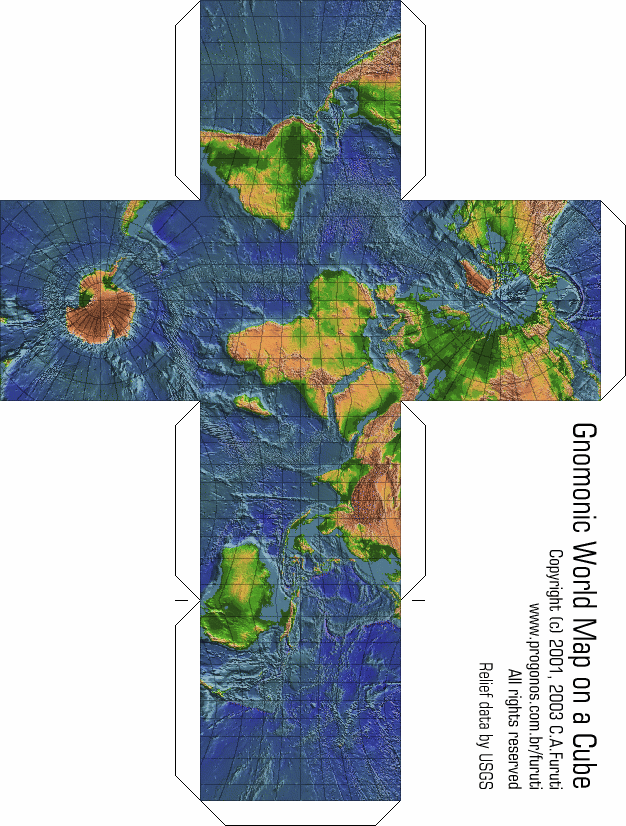 Gnomonic World Map on a Cube
Copyright (c) 2001, 2003 C.A.Furuti
www.progonos.com.br/furuti
All rights reserved
Relief data by USGS